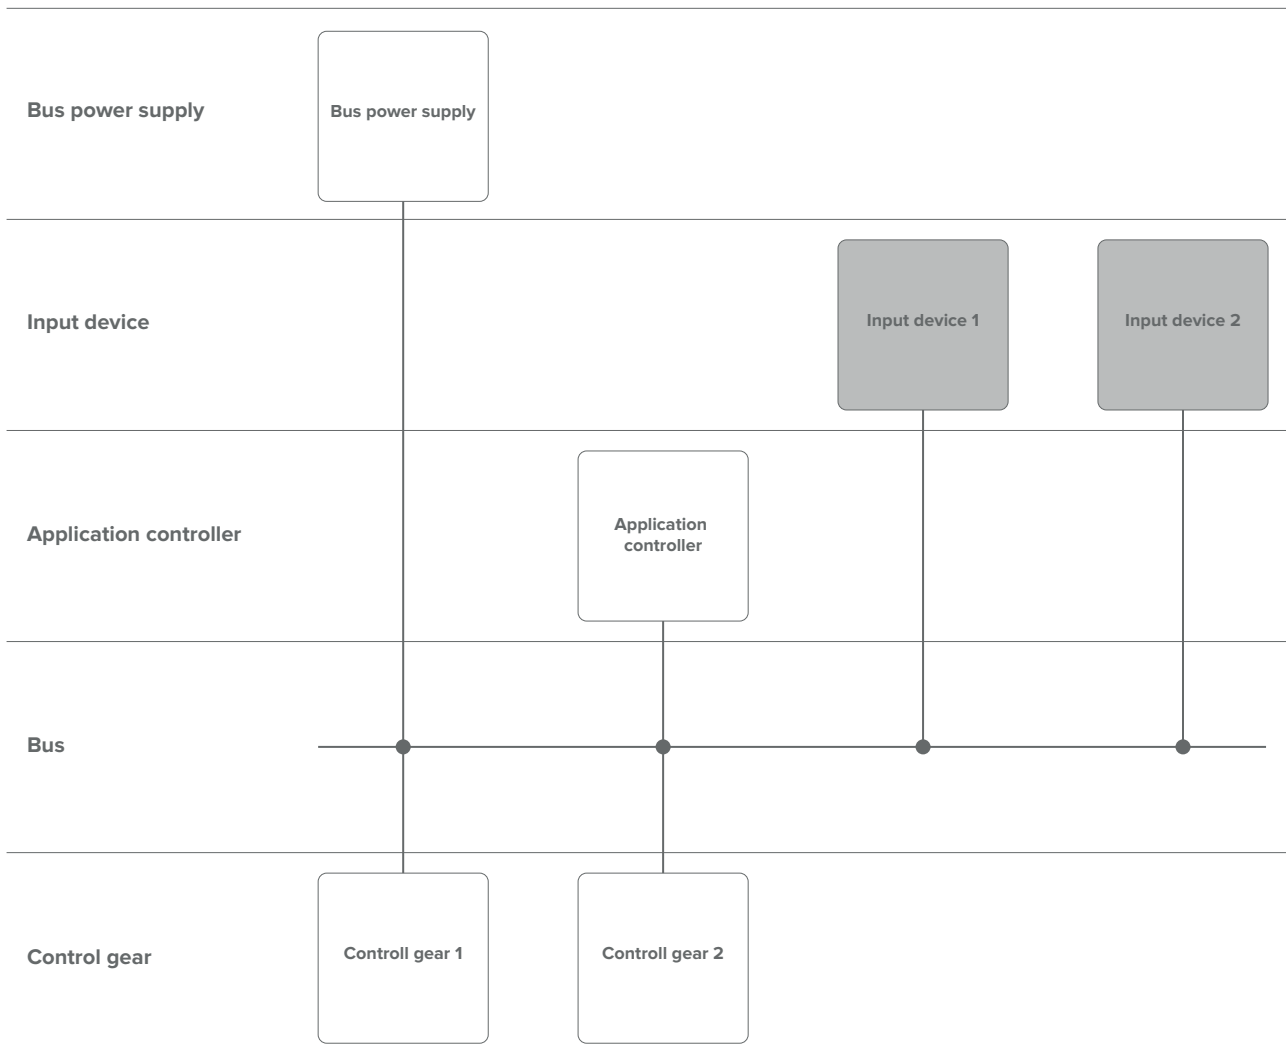 Bus power supply
Bus power supply
Input device
Input device 1
Input device 2
Application controller
Application
controller
Bus
Control gear
Controll gear 1
Controll gear 2